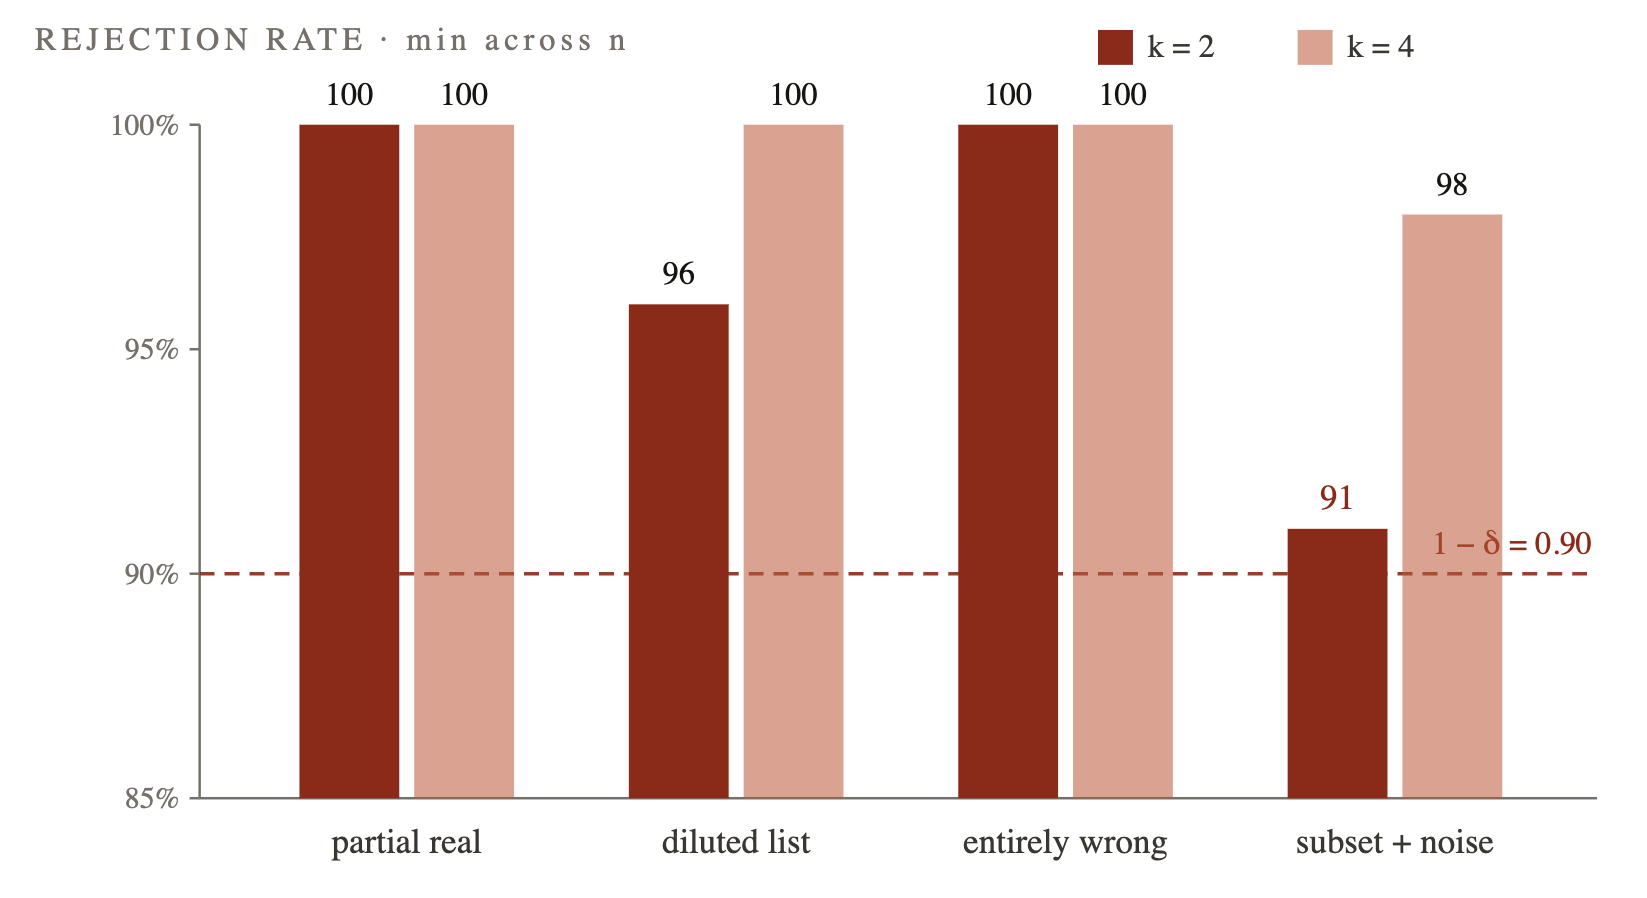 REJECTION RATE · min across n
k = 2
k = 4
100 100 100 100 100
100%
98
96
95%
91
1 − δ = 0.90
90%
85%
partial real diluted list entirely wrong subset + noise